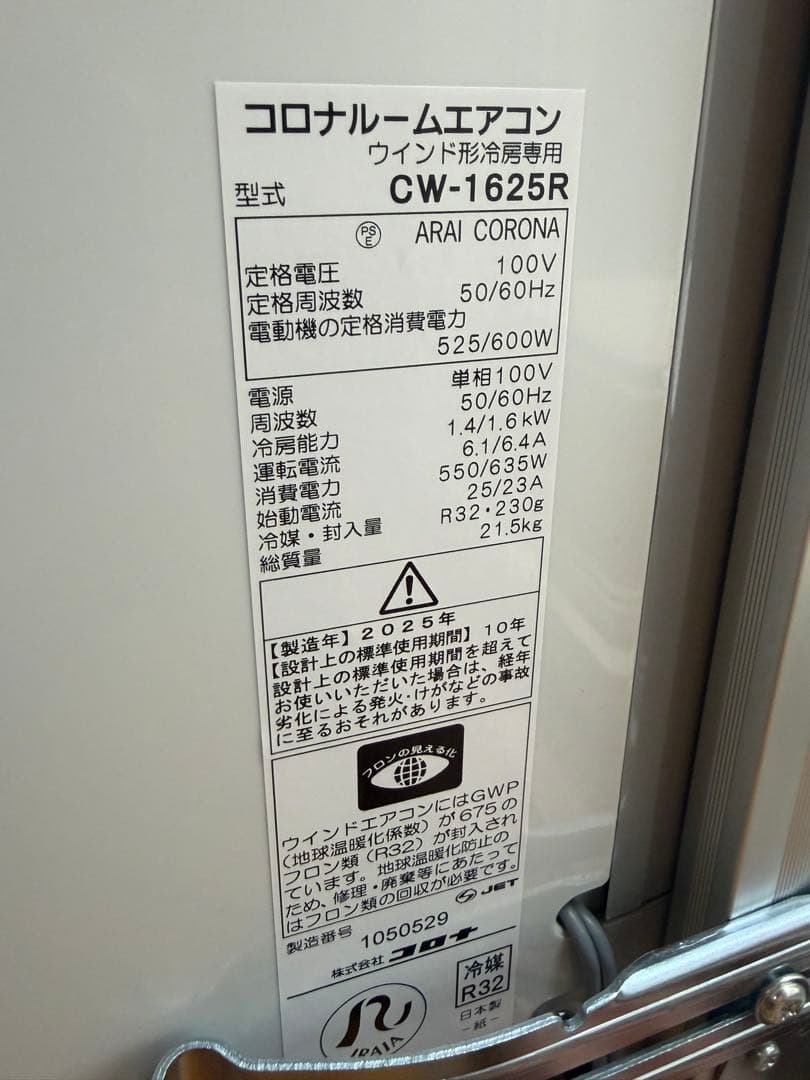 コロナルームエアコン
ウインド形冷房専用
型式 CW-1625R
PS E ARAI CORONA
定格電圧 100V
定格周波数 50/60Hz
電動機の定格消費電力
525/600W
電源 単相100V
周波数 50/60Hz
冷房能力 1.4/1.6kW
運転電流 6.1/6.4A
消費電力 550/635W
始動電流 25/23A
冷媒・封入量 R32・230g
総質量 21.5kg
【製造年】2025年
【設計上の標準使用期間】10年
設計上の標準使用期間を超えて
お使いいただいた場合は、経年
劣化による発火・けがなどの事故
に至るおそれがあります。
フロンの見える化
ウインドエアコンにはGWP
(地球温暖化係数)が675の
フロン類(R32)が封入され
ています。地球温暖化防止の
ため、修理・廃棄等にあたって
はフロン類の回収が必要です。
JET
製造番号 1050529
株式会社 コロナ
冷媒
R32
日本製
-紙-
IRAIA